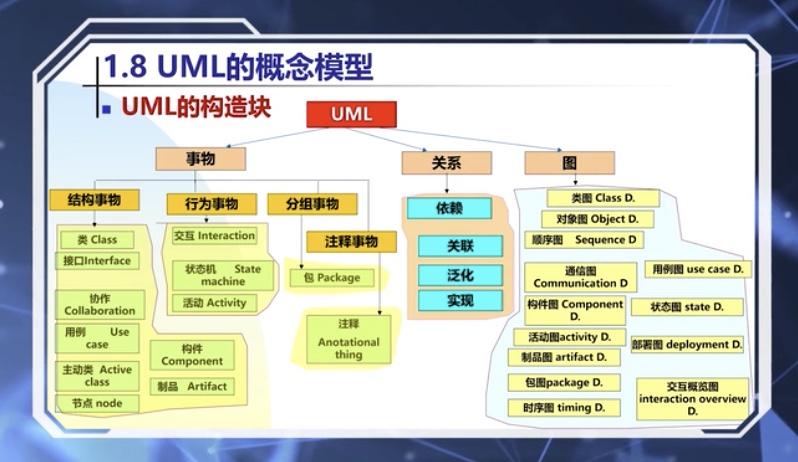 1.8 UML的概念模型
UML的构造块
UML
事物
关系
图
结构事物
行为事物
分组事物
注释事物
类 Class
接口Interface
协作
Collaboration
用例 Use
case
主动类 Active
class
节点 node
构件
Component
制品 Artifact
交互 Interaction
状态机 State
machine
活动 Activity
包 Package
注释
Anotational
thing
依赖
关联
泛化
实现
类图 Class D.
对象图 Object D.
顺序图 Sequence D
通信图
Communication D
构件图 Component
D.
活动图activity D.
制品图 artifact D.
包图package D.
时序图 timing D.
用例图 use case D.
状态图 state D.
部署图 deployment D.
交互概览图
interaction overview
D.